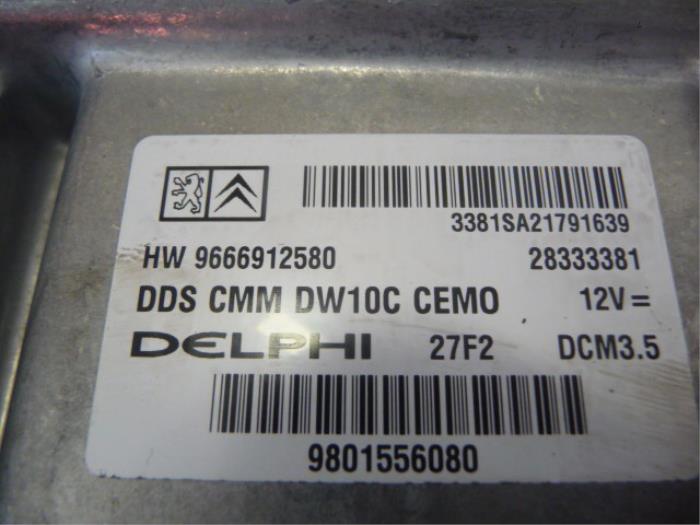 3381SA21791639
HW 9666912580 28333381
DDS CMM DW10C CEMO 12V =
DELPHI 27F2 DCM3.5
9801556080